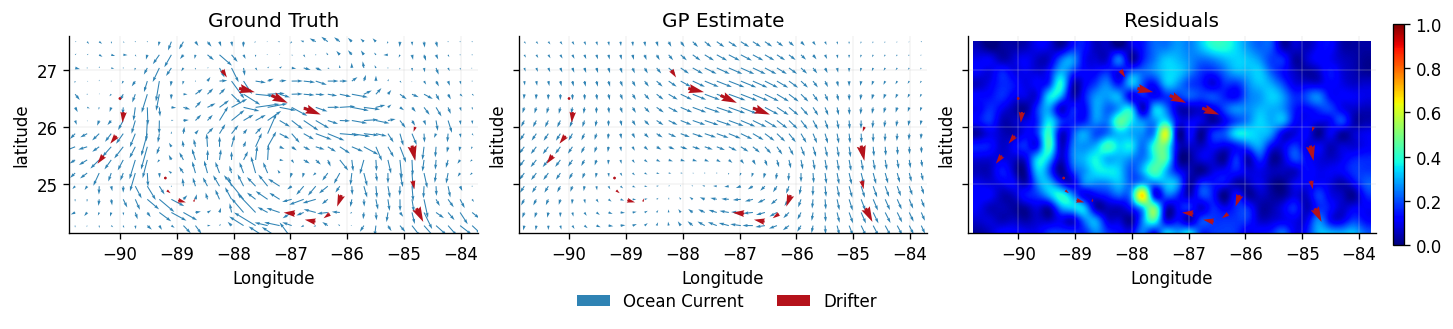 Ground Truth
GP Estimate
Residuals
latitude
27
26
25
−90 −89 −88 −87 −86 −85 −84
Longitude
−90 −89 −88 −87 −86 −85 −84
Longitude
latitude
−90 −89 −88 −87 −86 −85 −84
Longitude
1.0
0.8
0.6
0.4
0.2
0.0
Ocean Current
Drifter